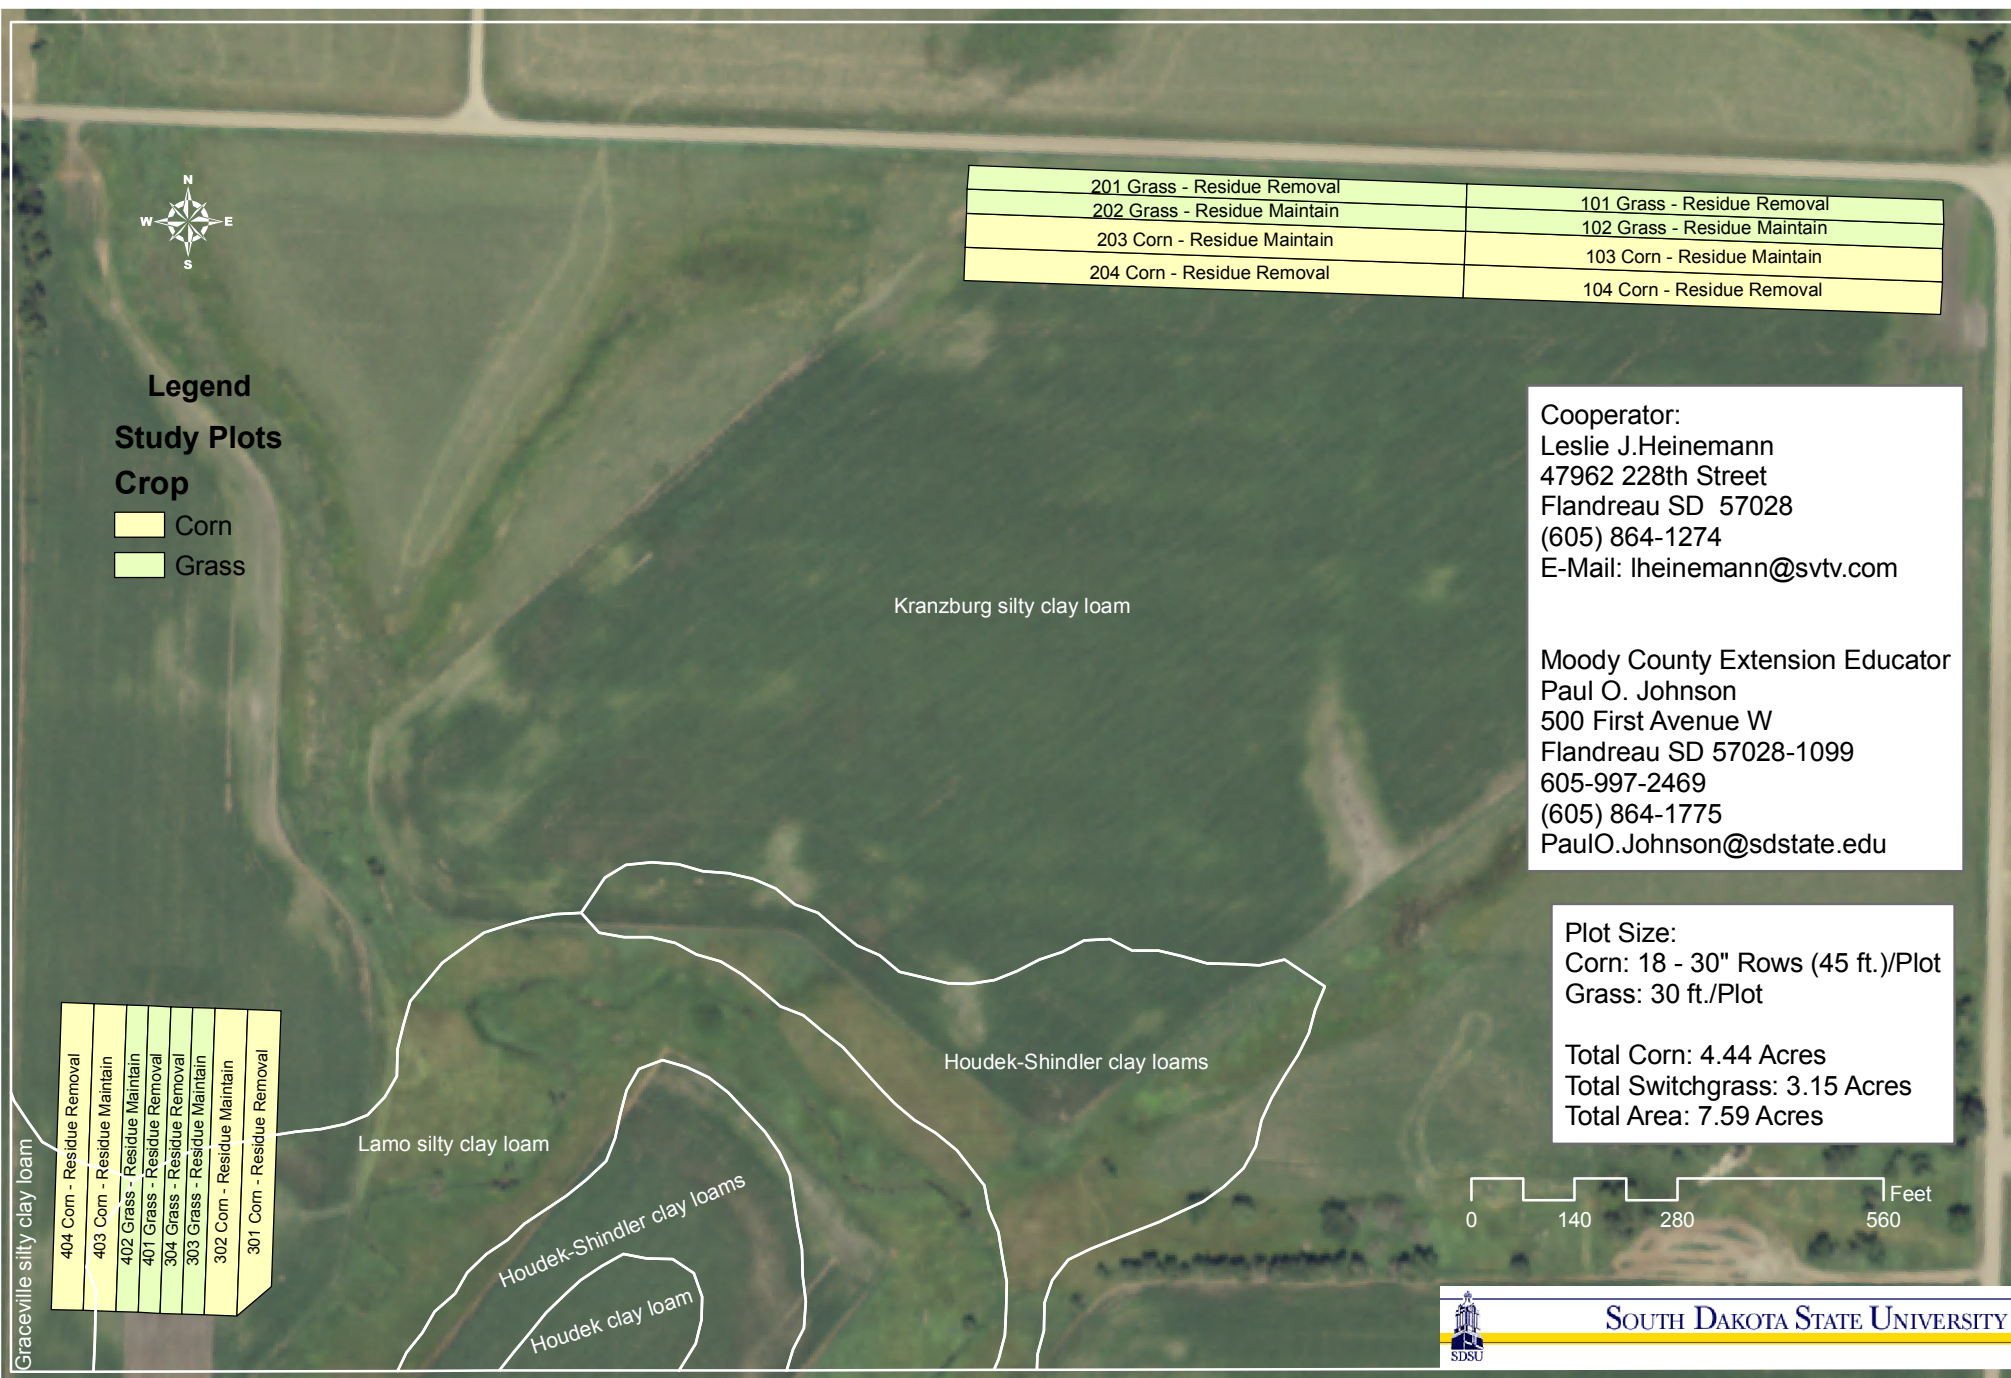 N
W E
S
201 Grass - Residue Removal
202 Grass - Residue Maintain
203 Corn - Residue Maintain
204 Corn - Residue Removal
101 Grass - Residue Removal
102 Grass - Residue Maintain
103 Corn - Residue Maintain
104 Corn - Residue Removal
Legend
Study Plots
Crop
Corn
Grass
Kranzburg silty clay loam
Cooperator:
Leslie J.Heinemann
47962 228th Street
Flandreau SD  57028
(605) 864-1274
E-Mail: lheinemann@svtv.com
Moody County Extension Educator
Paul O. Johnson
500 First Avenue W
Flandreau SD 57028-1099
605-997-2469
(605) 864-1775
PaulO.Johnson@sdstate.edu
Plot Size:
Corn: 18 - 30" Rows (45 ft.)/Plot
Grass: 30 ft./Plot
Total Corn: 4.44 Acres
Total Switchgrass: 3.15 Acres
Total Area: 7.59 Acres
Graceville silty clay loam
404 Corn - Residue Removal
403 Corn - Residue Maintain
402 Grass - Residue Maintain
401 Grass - Residue Removal
304 Grass - Residue Removal
303 Grass - Residue Maintain
302 Corn - Residue Maintain
301 Corn - Residue Removal
Lamo silty clay loam
Houdek-Shindler clay loams
Houdek-Shindler clay loams
Houdek clay loam
Feet
0 140 280 560
SDSU
SOUTH DAKOTA STATE UNIVERSITY